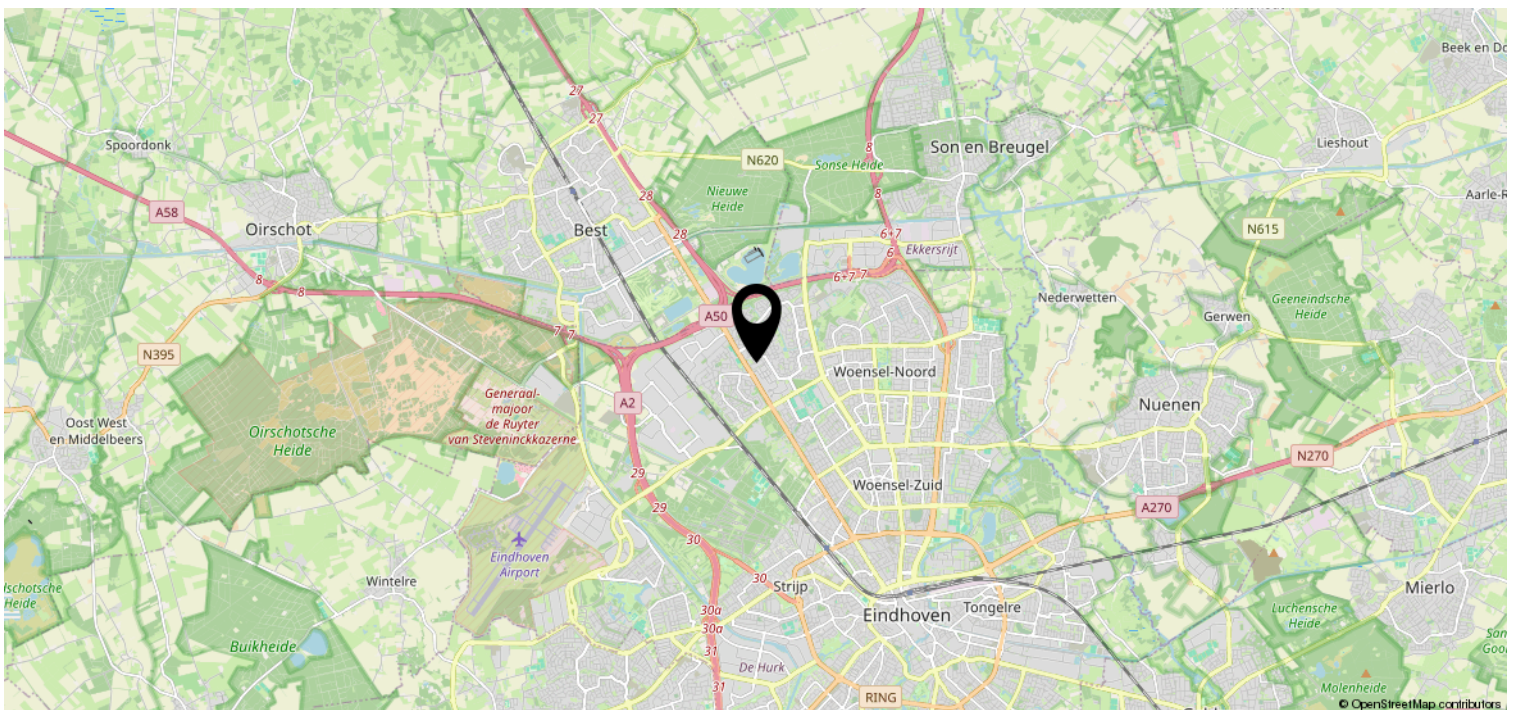 Beek en Do
27
27
Spoordonk
Lieshout
Son en Breugel
8
N620
Sonse Heide
Nieuwe
Heide
28
8
Aarle-R
A58
Oirschot
Best
28
6+7
6
Ekkersrijt
N615
8
8
6+7
7
Nederwetten
Geeneindsche
Heide
A50
Gerwen
7
7
N395
Woensel-Noord
Generaal-
majoor
de Ruyter
van Steveninckkazerne
A2
Nuenen
Oost West
en Middelbeers
Oirschotsche
Heide
N270
29
Woensel-Zuid
29
A270
30
Eindhoven
Airport
Wintelre
30
Strijp
lschotsche
Heide
Mierlo
Eindhoven
Tongelre
30a
30a
Luchensche
Heide
Buikheide
31
De Hurk
31
RING
Molenheide
© OpenStreetMap contributors